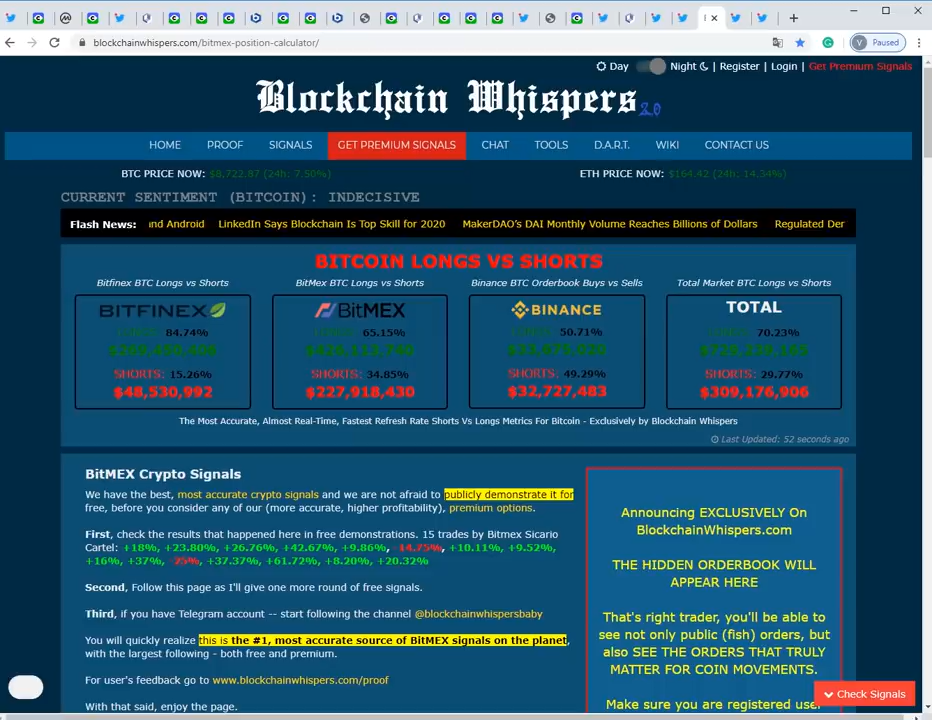 Paused
blockchainwhispers.com/bitmex-position-calculator/
Day Night | Register | Login | Get Premium Signals
Blockchain Whispers 2.0
HOME PROOF SIGNALS GET PREMIUM SIGNALS CHAT TOOLS D.A.R.T. WIKI CONTACT US
BTC PRICE NOW: $8,722.87 (24h: 7.50%) ETH PRICE NOW: $164.42 (24h: 14.34%)
CURRENT SENTIMENT (BITCOIN): INDECISIVE
Flash News: ınd Android LinkedIn Says Blockchain Is Top Skill for 2020 MakerDAO's DAI Monthly Volume Reaches Billions of Dollars Regulated Der
BITCOIN LONGS VS SHORTS
Bitfinex BTC Longs vs Shorts BitMex BTC Longs vs Shorts Binance BTC Orderbook Buys vs Sells Total Market BTC Longs vs Shorts
BITFINEX BitMEX BINANCE TOTAL
84.74% 65.15% 50.71% 70.23%
SHORTS: 15.26% SHORTS: 34.85% SHORTS: 49.29% SHORTS: 29.77%
$48,530,992 $227,918,430 $32,727,483 $309,176,906
The Most Accurate, Almost Real-Time, Fastest Refresh Rate Shorts Vs Longs Metrics For Bitcoin - Exclusively by Blockchain Whispers
Last Updated: 52 seconds ago
BitMEX Crypto Signals
We have the best, most accurate crypto signals and we are not afraid to publicly demonstrate it for
free, before you consider any of our (more accurate, higher profitability), premium options.
First, check the results that happened here in free demonstrations. 15 trades by Bitmex Sicario
Cartel: +18%, +23.80%, +26.76%, +42.67%, +9.86%, -14.75%, +10.11%, +9.52%,
+16%, +37%, -25%, +37.37%, +61.72%, +8.20%, +20.32%
Second, Follow this page as I'll give one more round of free signals.
Third, if you have Telegram account -- start following the channel @blockchainwhispersbaby
You will quickly realize this is the #1, most accurate source of BitMEX signals on the planet,
with the largest following - both free and premium.
For user's feedback go to www.blockchainwhispers.com/proof
With that said, enjoy the page.
Announcing EXCLUSIVELY On
BlockchainWhispers.com
THE HIDDEN ORDERBOOK WILL
APPEAR HERE
That's right trader, you'll be able to
see not only public (fish) orders, but
also SEE THE ORDERS THAT TRULY
MATTER FOR COIN MOVEMENTS.
Make sure you are registered user
Check Signals